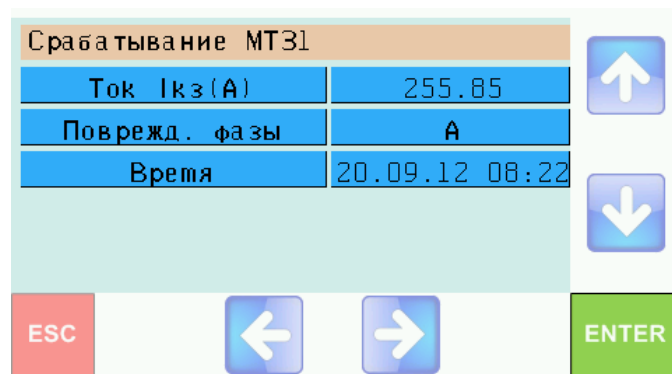 Срабатывание МТЗ1
Ток Iкз(А) 255.85
Поврежд. фазы А
Время 20.09.12 08:22
ESC ENTER